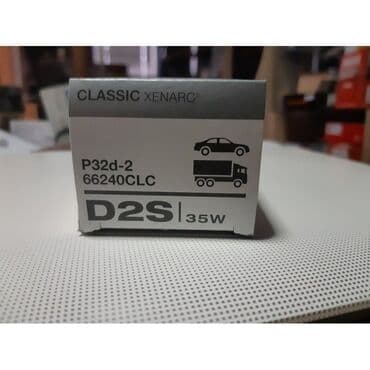 CLASSIC XENARC®
P32d-2
66240CLC
D2S | 35W